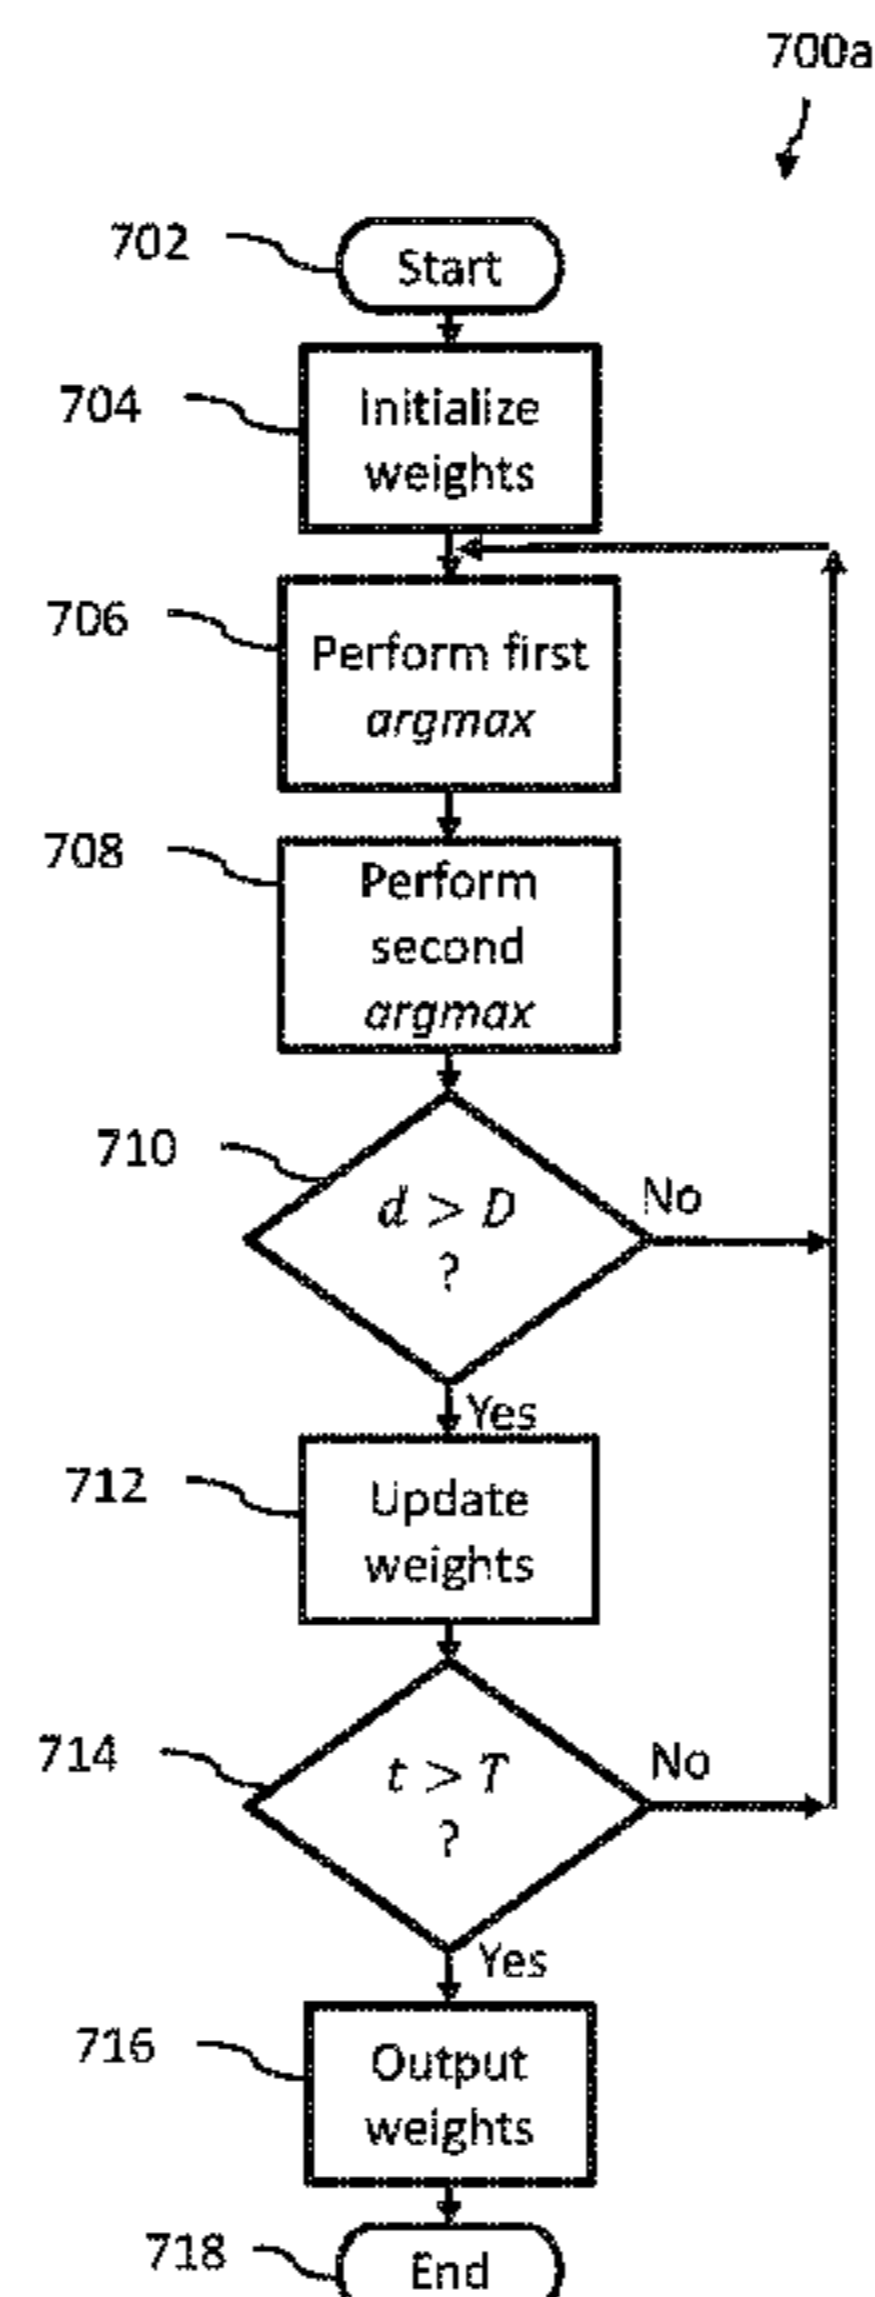 700a
702
Start
704
Initialize
weights
706
Perform first
argmax
708
Perform
second
argmax
710
d > D
?
No
Yes
712
Update
weights
714
t > T
?
No
Yes
716
Output
weights
718
End